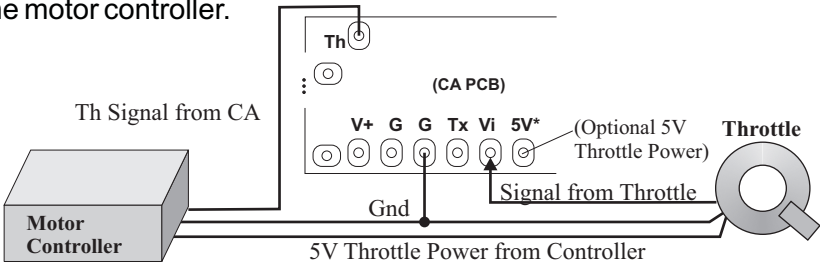 ne motor controller.
Th
(CA PCB)
Th Signal from CA
V+ G G Tx Vi 5V*
(Optional 5V
Throttle Power)
Throttle
Signal from Throttle
Gnd
Motor
Controller
5V Throttle Power from Controller